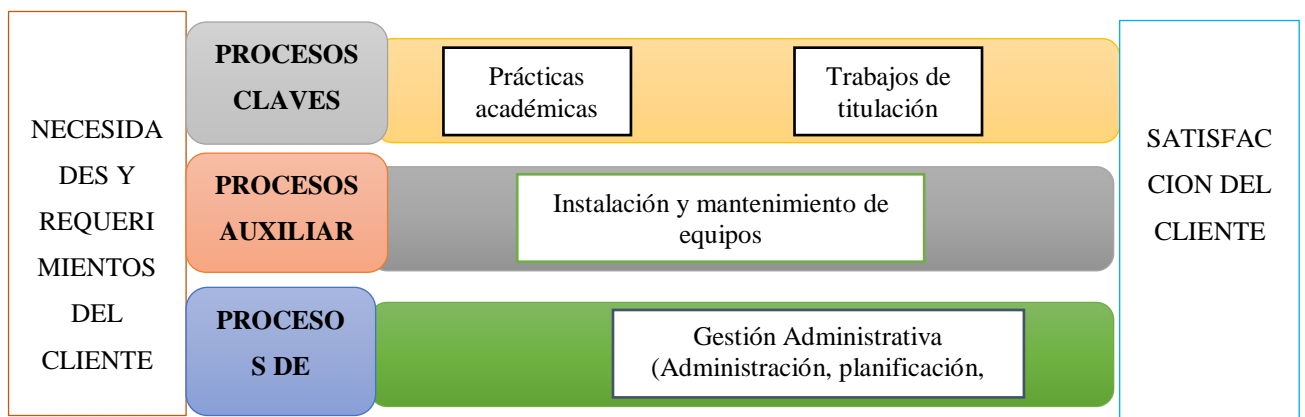 NECESIDA
DES Y
REQUERI
MIENTOS
DEL
CLIENTE
PROCESOS
CLAVES
Prácticas
académicas
Trabajos de
titulación
PROCESOS
AUXILIAR
Instalación y mantenimiento de
equipos
PROCESO
S DE
Gestión Administrativa
(Administración, planificación,
SATISFAC
CION DEL
CLIENTE